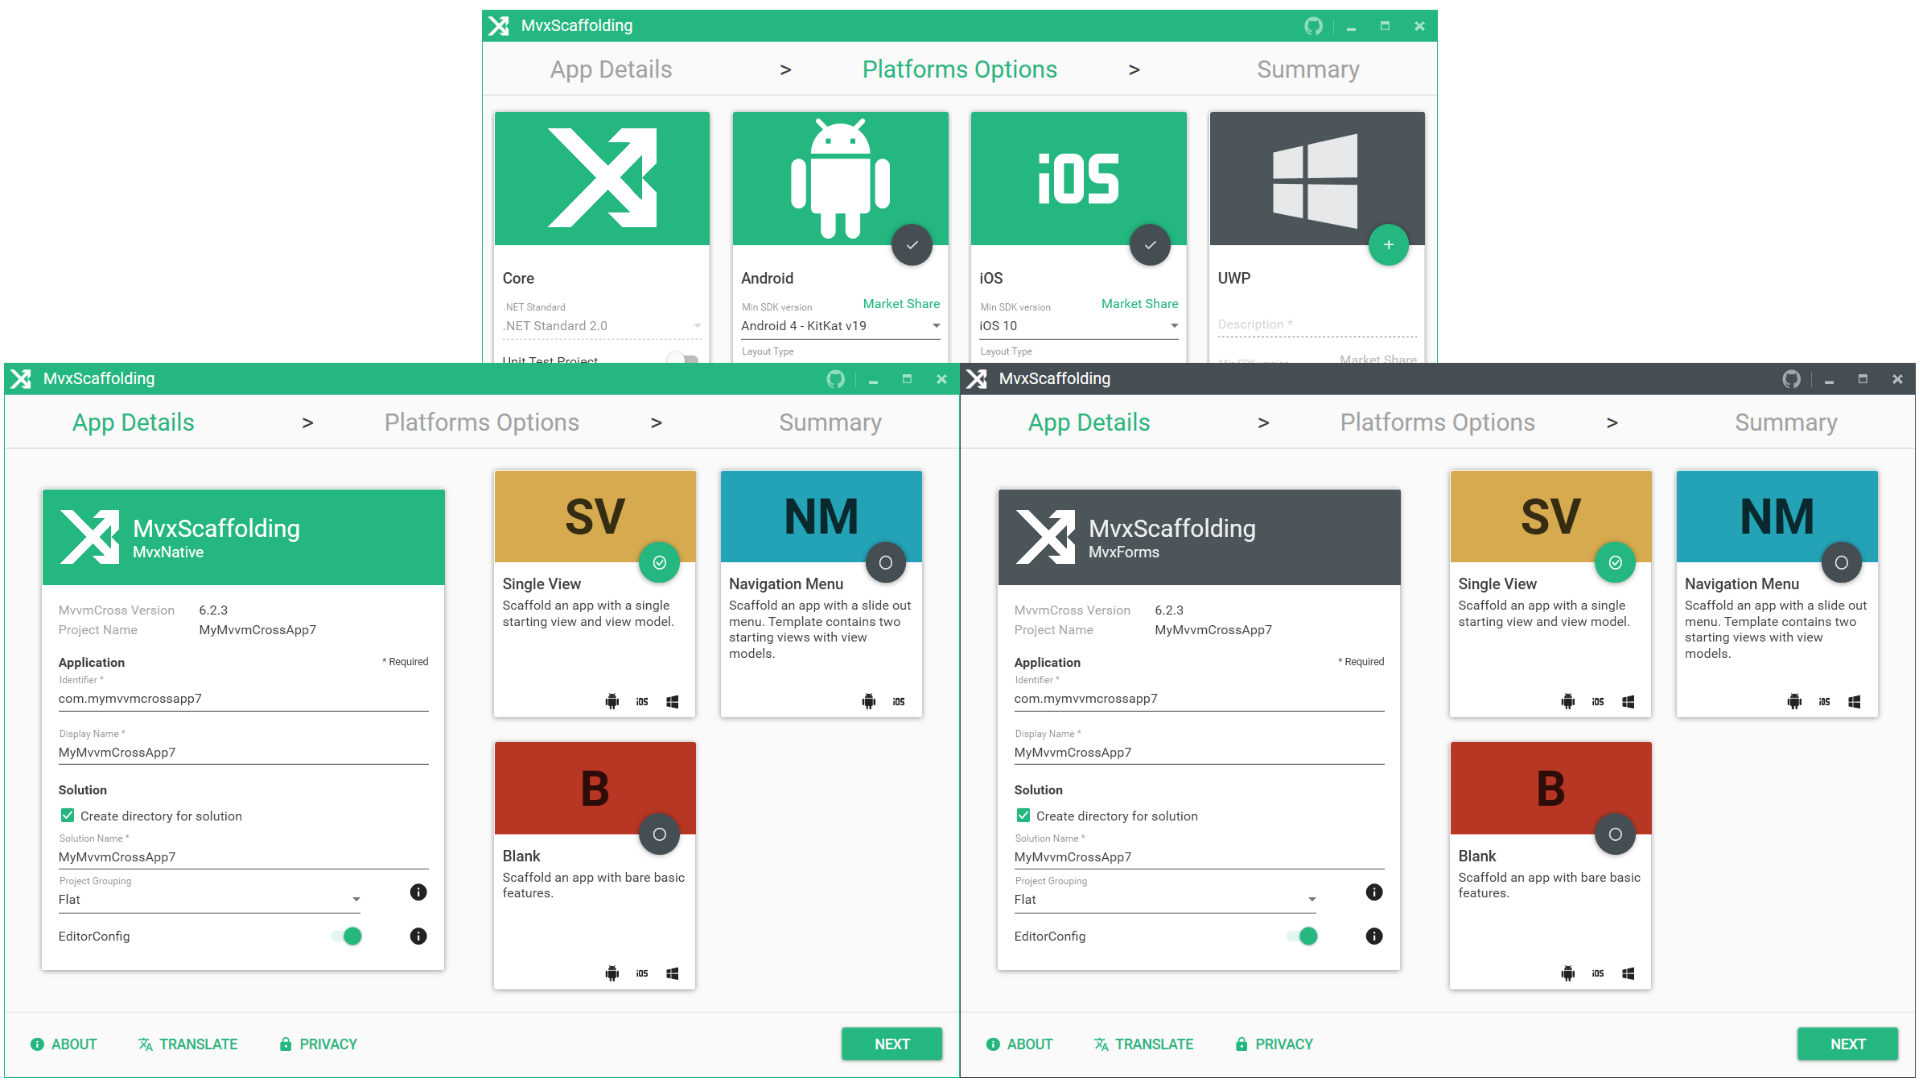 MvxScaffolding
App Details > Platforms Options > Summary
iOS
Core
.NET Standard
.NET Standard 2.0
Unit Test Project
Android
Min SDK version Market Share
Android 4 - KitKat v19
Layout Type
iOS
Min SDK version Market Share
iOS 10
Layout Type
UWP
Description *
Min SDK version Market Share
MvxScaffolding
App Details > Platforms Options > Summary
MvxScaffolding
MvxNative
MvvmCross Version 6.2.3
Project Name MyMvvmCrossApp7
Application * Required
Identifier *
com.mymvvmcrossapp7
Display Name *
MyMvvmCrossApp7
Solution
Create directory for solution
Solution Name *
MyMvvmCrossApp7
Project Grouping
Flat
EditorConfig
SV
Single View
Scaffold an app with a single
starting view and view model.
iOS
NM
Navigation Menu
Scaffold an app with a slide out
menu. Template contains two
starting views with view
models.
iOS
B
Blank
Scaffold an app with bare basic
features.
iOS
ABOUT TRANSLATE PRIVACY NEXT
MvxScaffolding
App Details > Platforms Options > Summary
MvxScaffolding
MvxForms
MvvmCross Version 6.2.3
Project Name MyMvvmCrossApp7
Application * Required
Identifier *
com.mymvvmcrossapp7
Display Name *
MyMvvmCrossApp7
Solution
Create directory for solution
Solution Name *
MyMvvmCrossApp7
Project Grouping
Flat
EditorConfig
SV
Single View
Scaffold an app with a single
starting view and view model.
iOS
NM
Navigation Menu
Scaffold an app with a slide out
menu. Template contains two
starting views with view
models.
iOS
B
Blank
Scaffold an app with bare basic
features.
iOS
ABOUT TRANSLATE PRIVACY NEXT